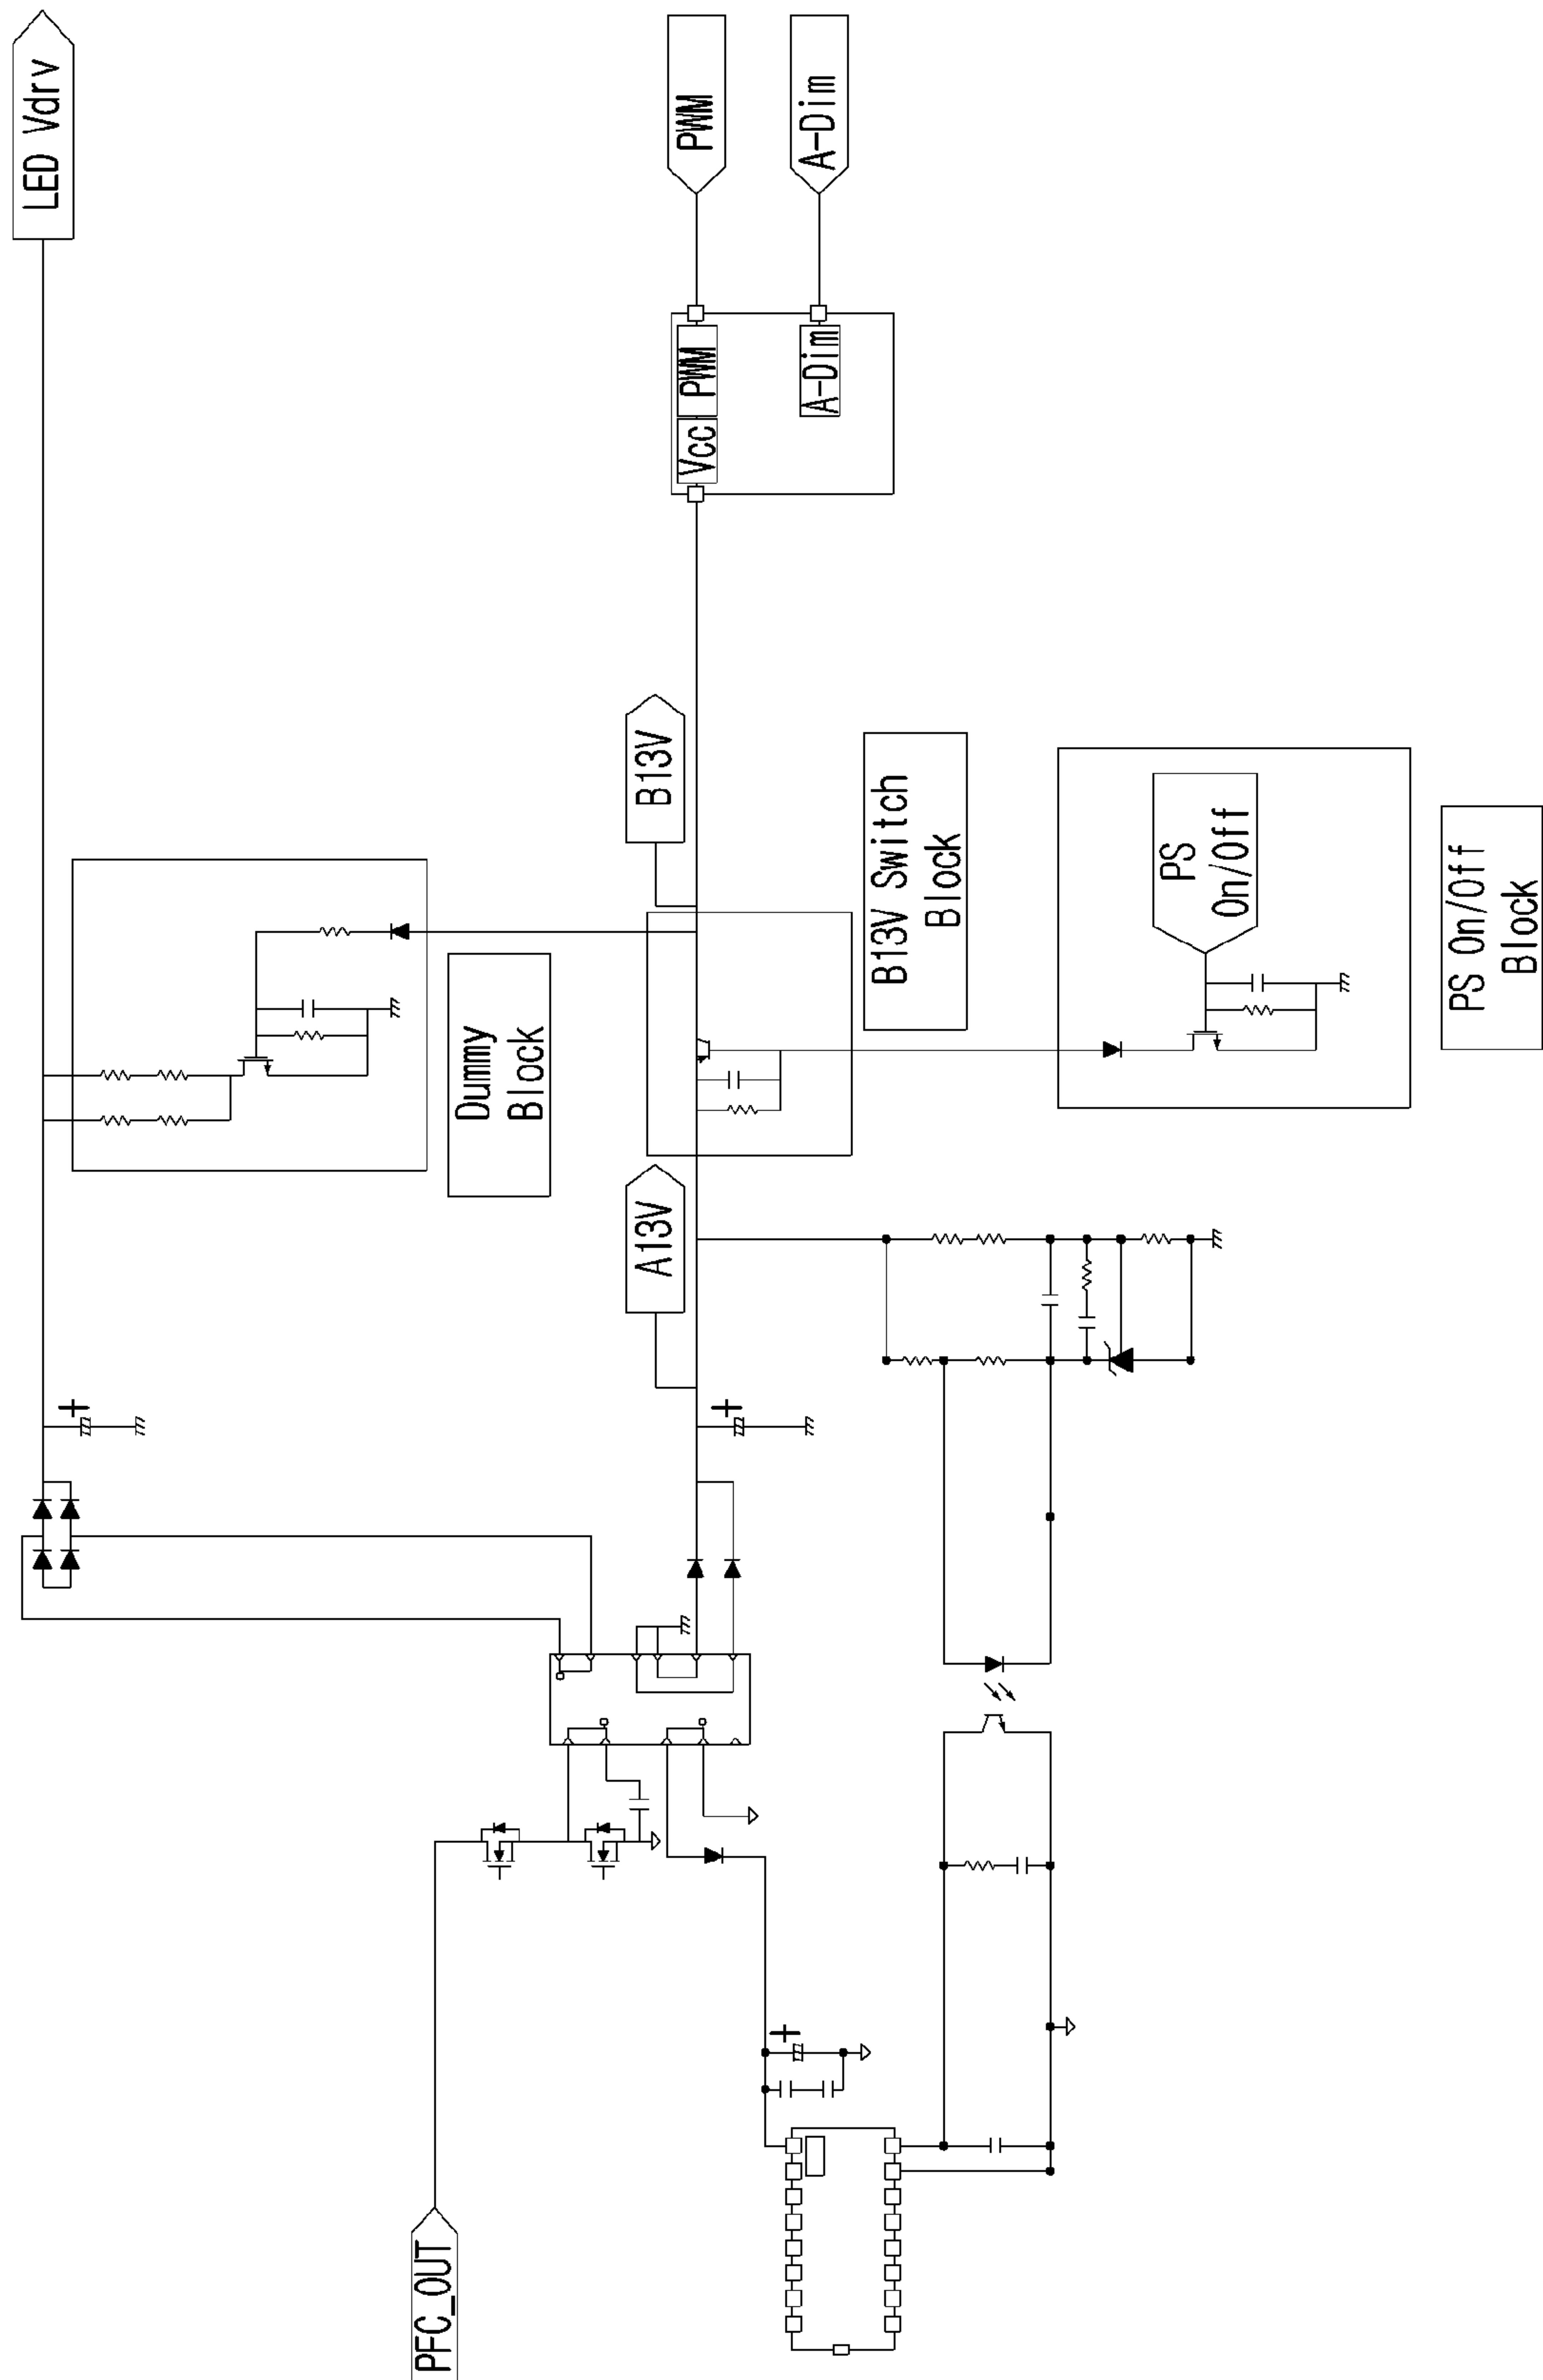 LED Vdrv
PWM
A-Dim
Vcc
PWM
A-Dim
B13V
B13V Switch
Block
PS
On/Off
PS On/Off
Block
Dummy
Block
A13V
PFC_OUT